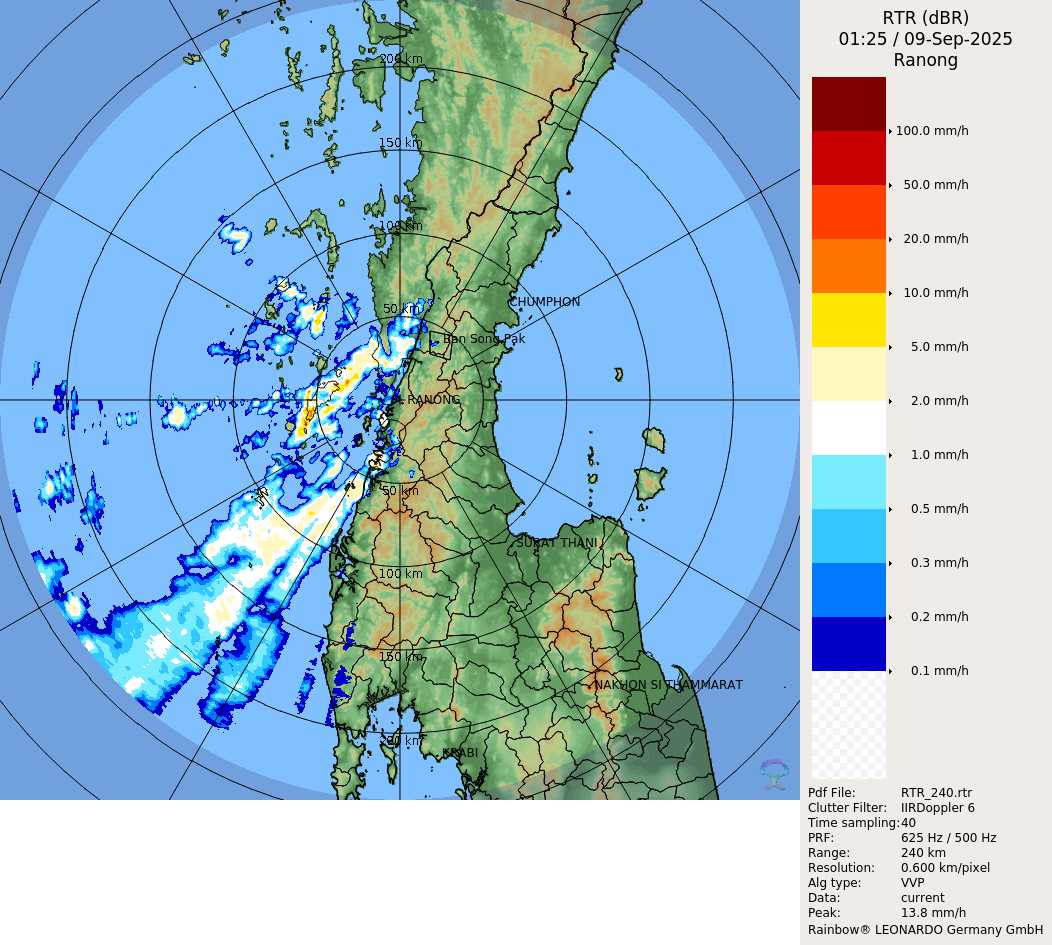 RTR (dBR)
01:25 / 09-Sep-2025
Ranong
100.0 mm/h
50.0 mm/h
20.0 mm/h
10.0 mm/h
5.0 mm/h
2.0 mm/h
1.0 mm/h
0.5 mm/h
0.3 mm/h
0.2 mm/h
0.1 mm/h
Pdf File: RTR_240.rtr
Clutter Filter: IIRDoppler 6
Time sampling: 40
PRF: 625 Hz / 500 Hz
Range: 240 km
Resolution: 0.600 km/pixel
Alg type: VVP
Data: current
Peak: 13.8 mm/h
Rainbow® LEONARDO Germany GmbH
200 km
150 km
100 km
CHUMPHON
50 km
Ban Song Pak
RANONG
50 km
SURAT THANI
100 km
150 km
NAKHON SI THAMMARAT
200 km
KRABI